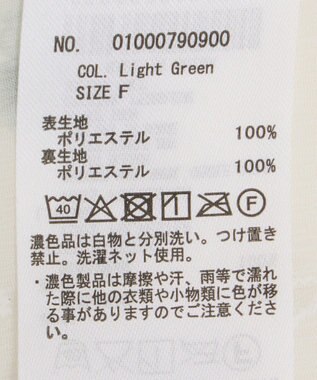 NO. 01000790900
COL. Light Green
SIZE F
表生地
ポリエステル 100%
裏生地
ポリエステル 100%
40 F
濃色品は白物と分別洗い。つけ置き
禁止。洗濯ネット使用。
・濃色製品は摩擦や汗、雨等で濡れ
た際に他の衣類や小物類に色が移
る事がありますのでご注意くださ
い。